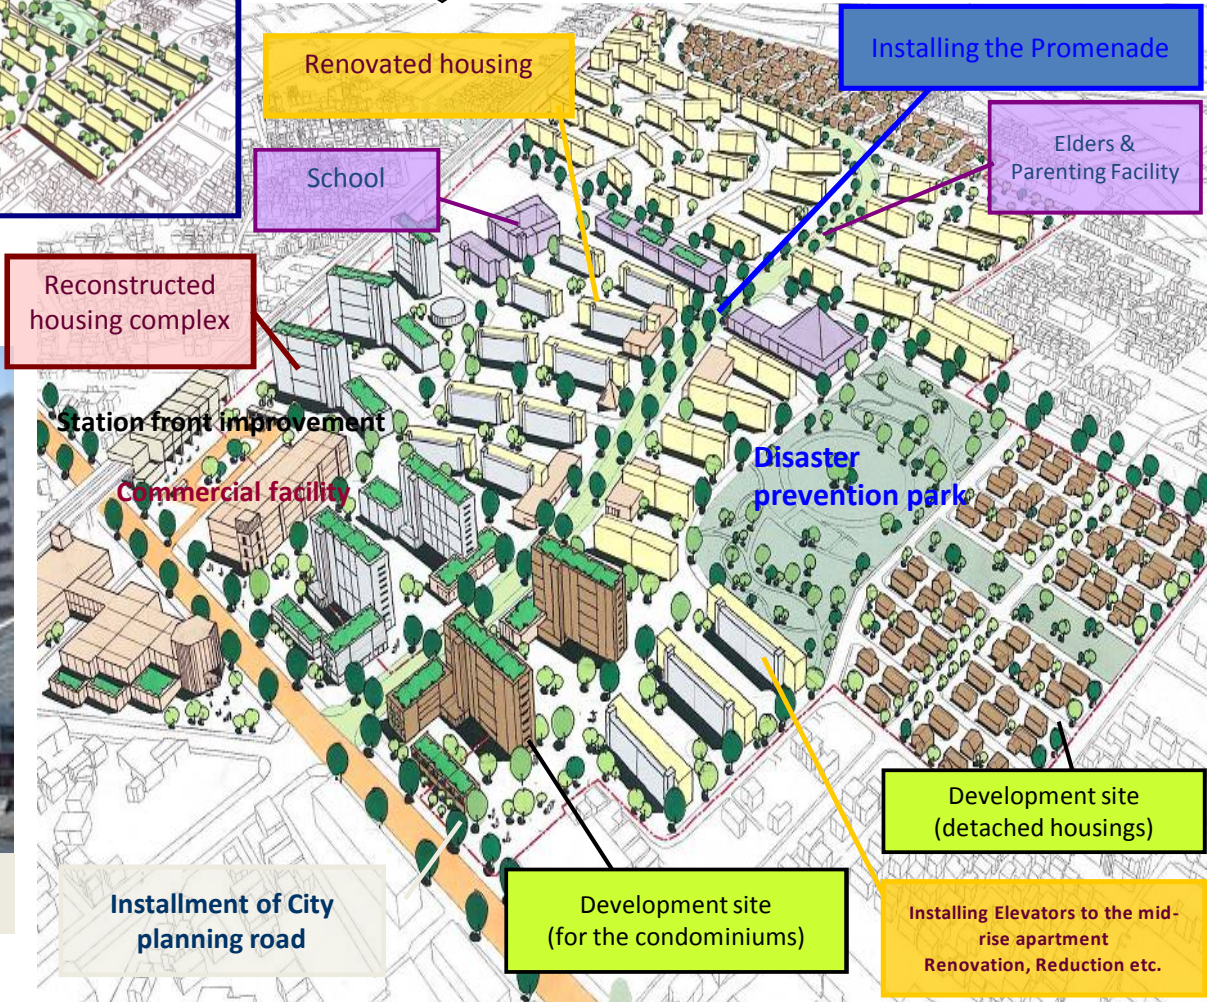 Installing the Promenade
Renovated housing
Elders &
Parenting Facility
School
Reconstructed
housing complex
Station front improvement
Commercial facility
Disaster
prevention park
Development site
(detached housings)
Installment of City
planning road
Development site
(for the condominiums)
Installing Elevators to the mid-
rise apartment
Renovation, Reduction etc.